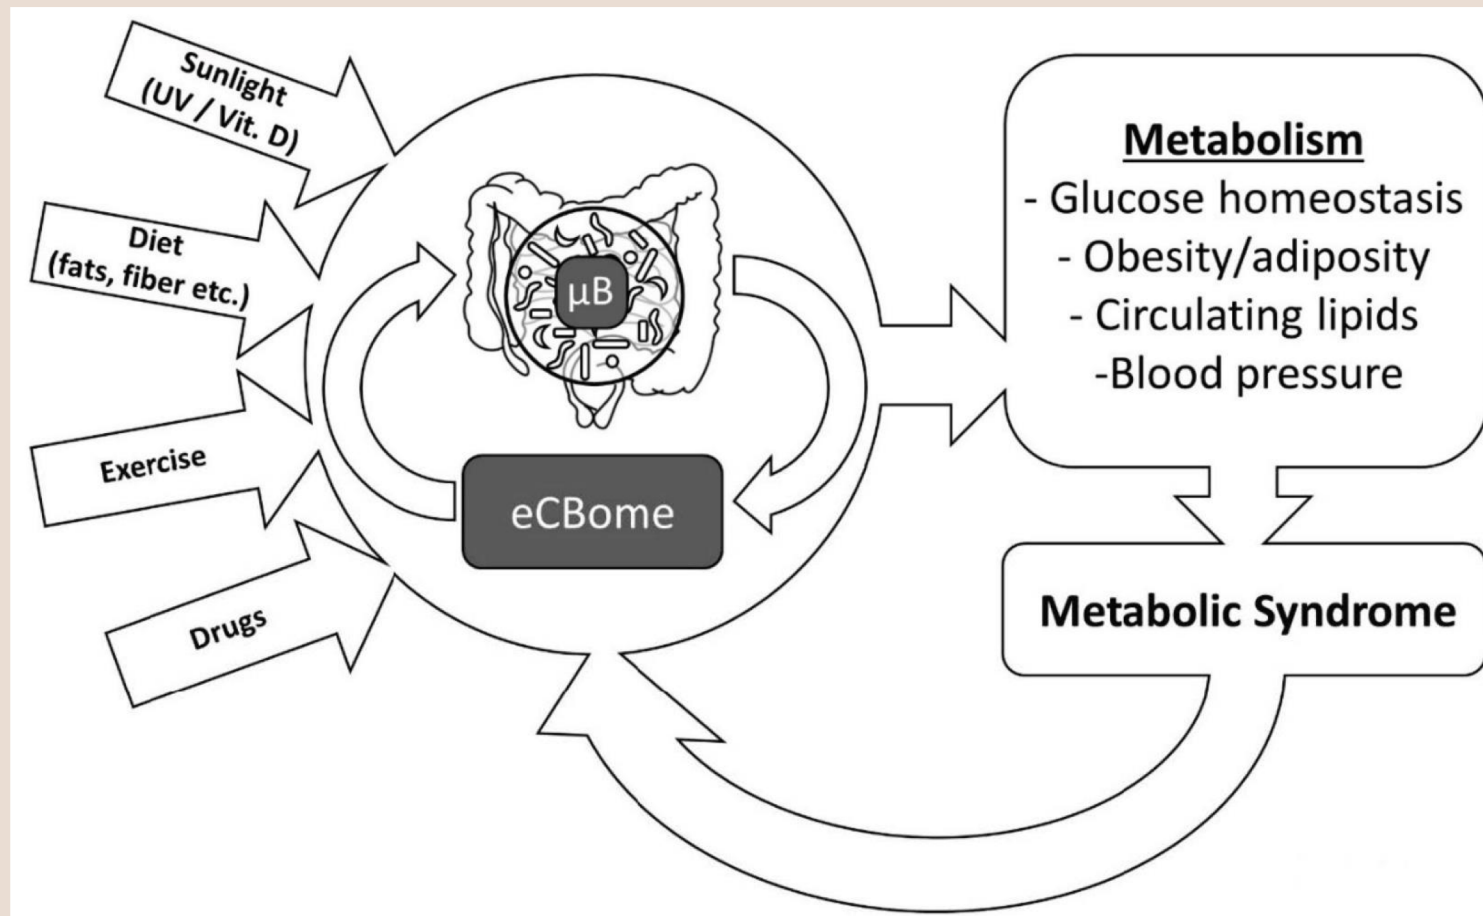 Sunlight
(UV / Vit. D)
Diet
(fats, fiber etc.)
Exercise
Drugs
μB
eCBome
Metabolism
- Glucose homeostasis
- Obesity/adiposity
- Circulating lipids
-Blood pressure
Metabolic Syndrome